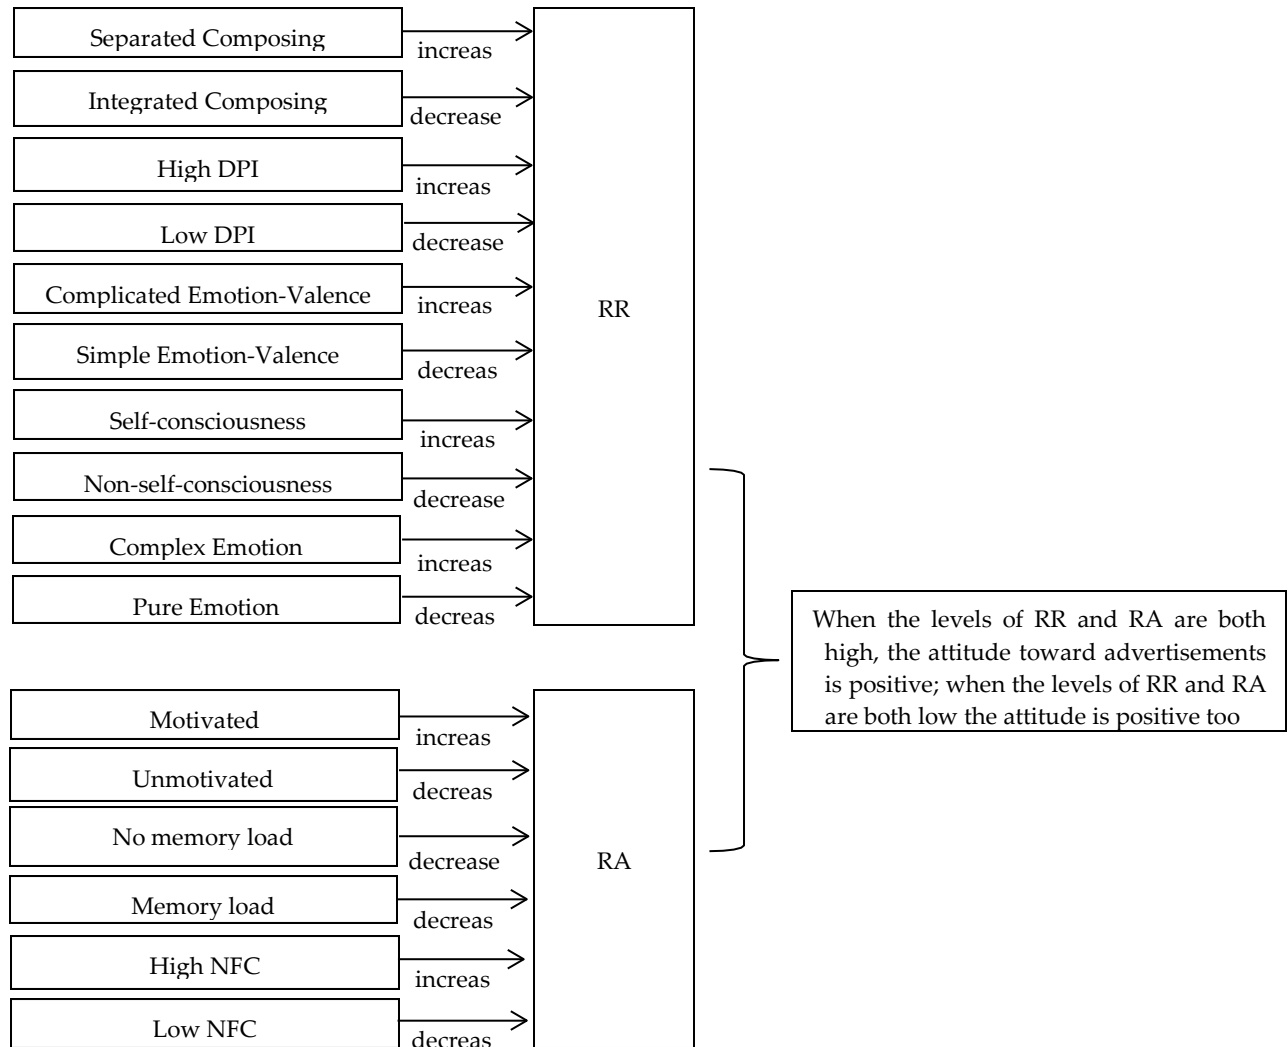 Separated Composing
increas
Integrated Composing
decrease
High DPI
increas
Low DPI
decrease
Complicated Emotion-Valence
increas
Simple Emotion-Valence
decreas
Self-consciousness
increas
Non-self-consciousness
decrease
Complex Emotion
increas
Pure Emotion
decreas
RR
Motivated
increas
Unmotivated
decreas
No memory load
decrease
Memory load
decreas
High NFC
increas
Low NFC
decreas
RA
When the levels of RR and RA are both
high, the attitude toward advertisements
is positive; when the levels of RR and RA
are both low the attitude is positive too